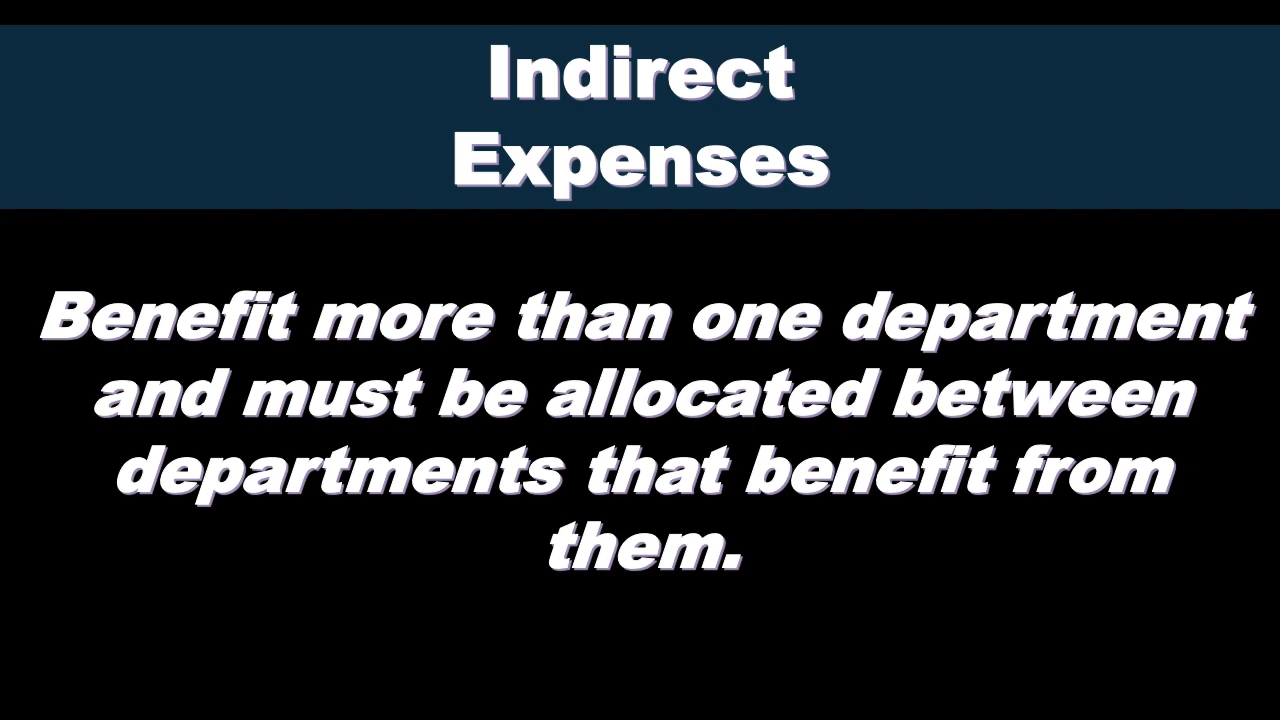 Indirect
Expenses
Benefit more than one department
and must be allocated between
departments that benefit from
them.